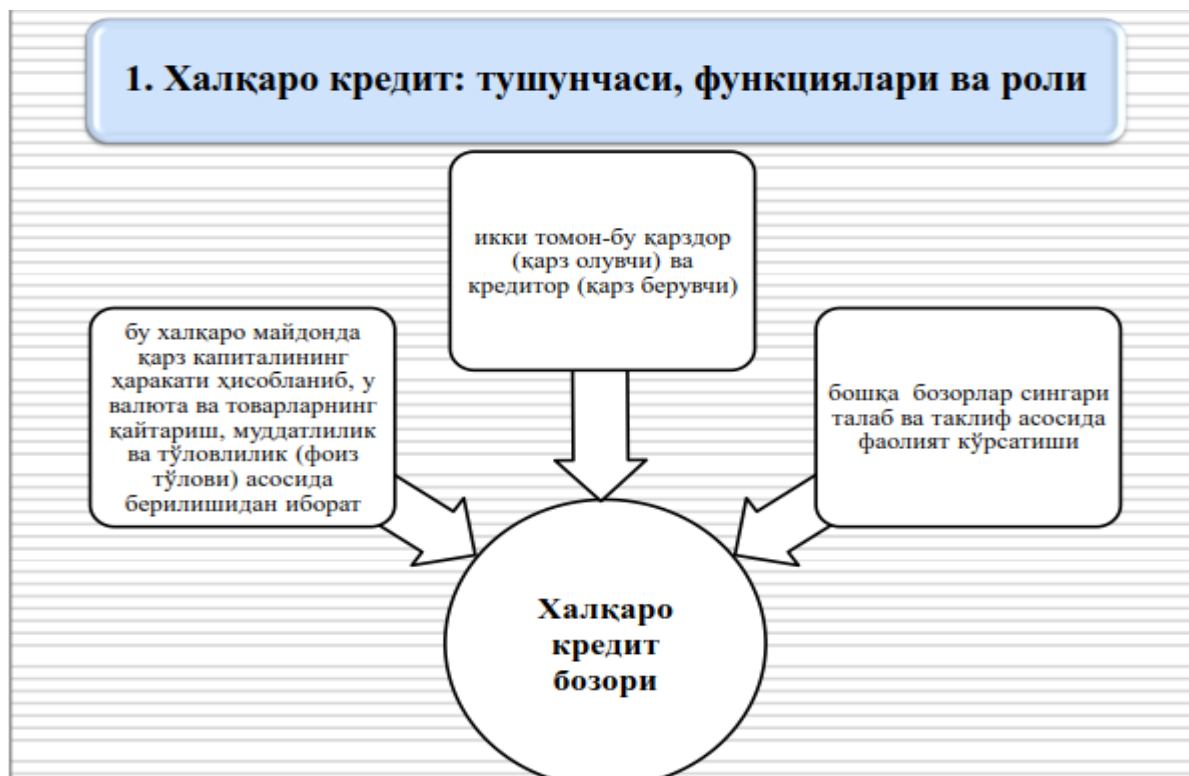 1. Халқаро кредит: тушунчаси, функциялари ва роли
икки томон-бу қарздор
(қарз олувчи) ва
кредитор (қарз берувчи)
бу халқаро майдонда
қарз капиталининг
ҳаракати ҳисобланиб, у
валюта ва товарларнинг
қайтариш, муддатлилик
ва тўловлилик (фоиз
тўлови) асосида
берилишидан иборат
бошқа бозорлар сингари
талаб ва таклиф асосида
фаолият кўрсатиши
Халқаро
кредит
бозори